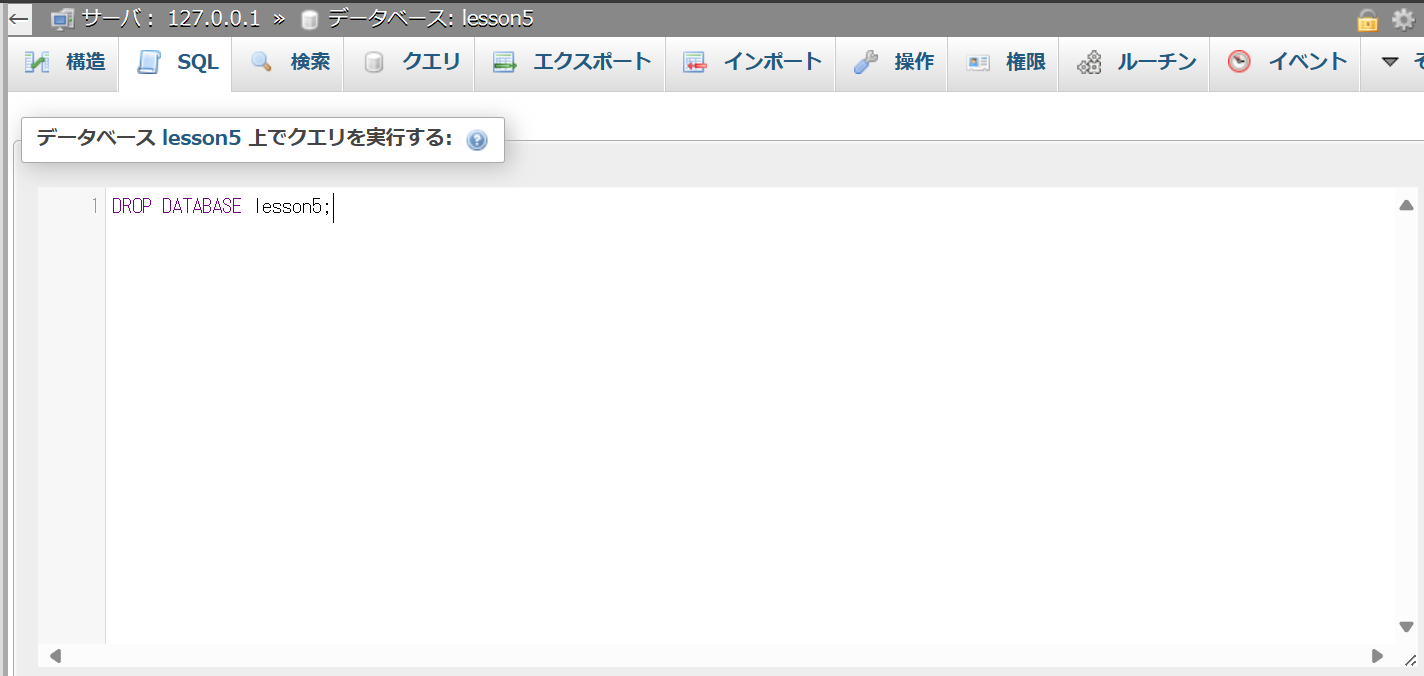 サーバ: 127.0.0.1 » データベース: lesson5
構造 SQL 検索 クエリ エクスポート インポート 操作 権限 ルーチン イベント
データベース lesson5 上でクエリを実行する:
1 DROP DATABASE lesson5;